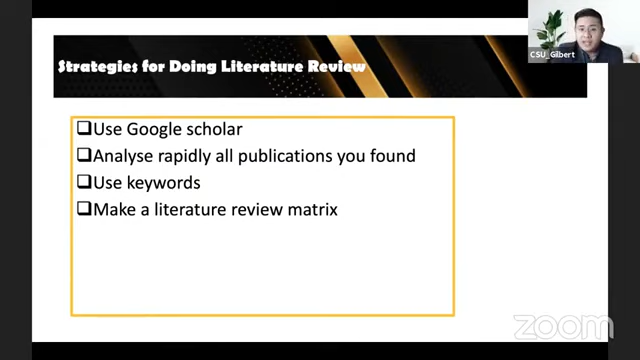 Strategies for Doing Literature Review
CSU_Gilbert
Use Google scholar
Analyse rapidly all publications you found
Use keywords
Make a literature review matrix
zoom